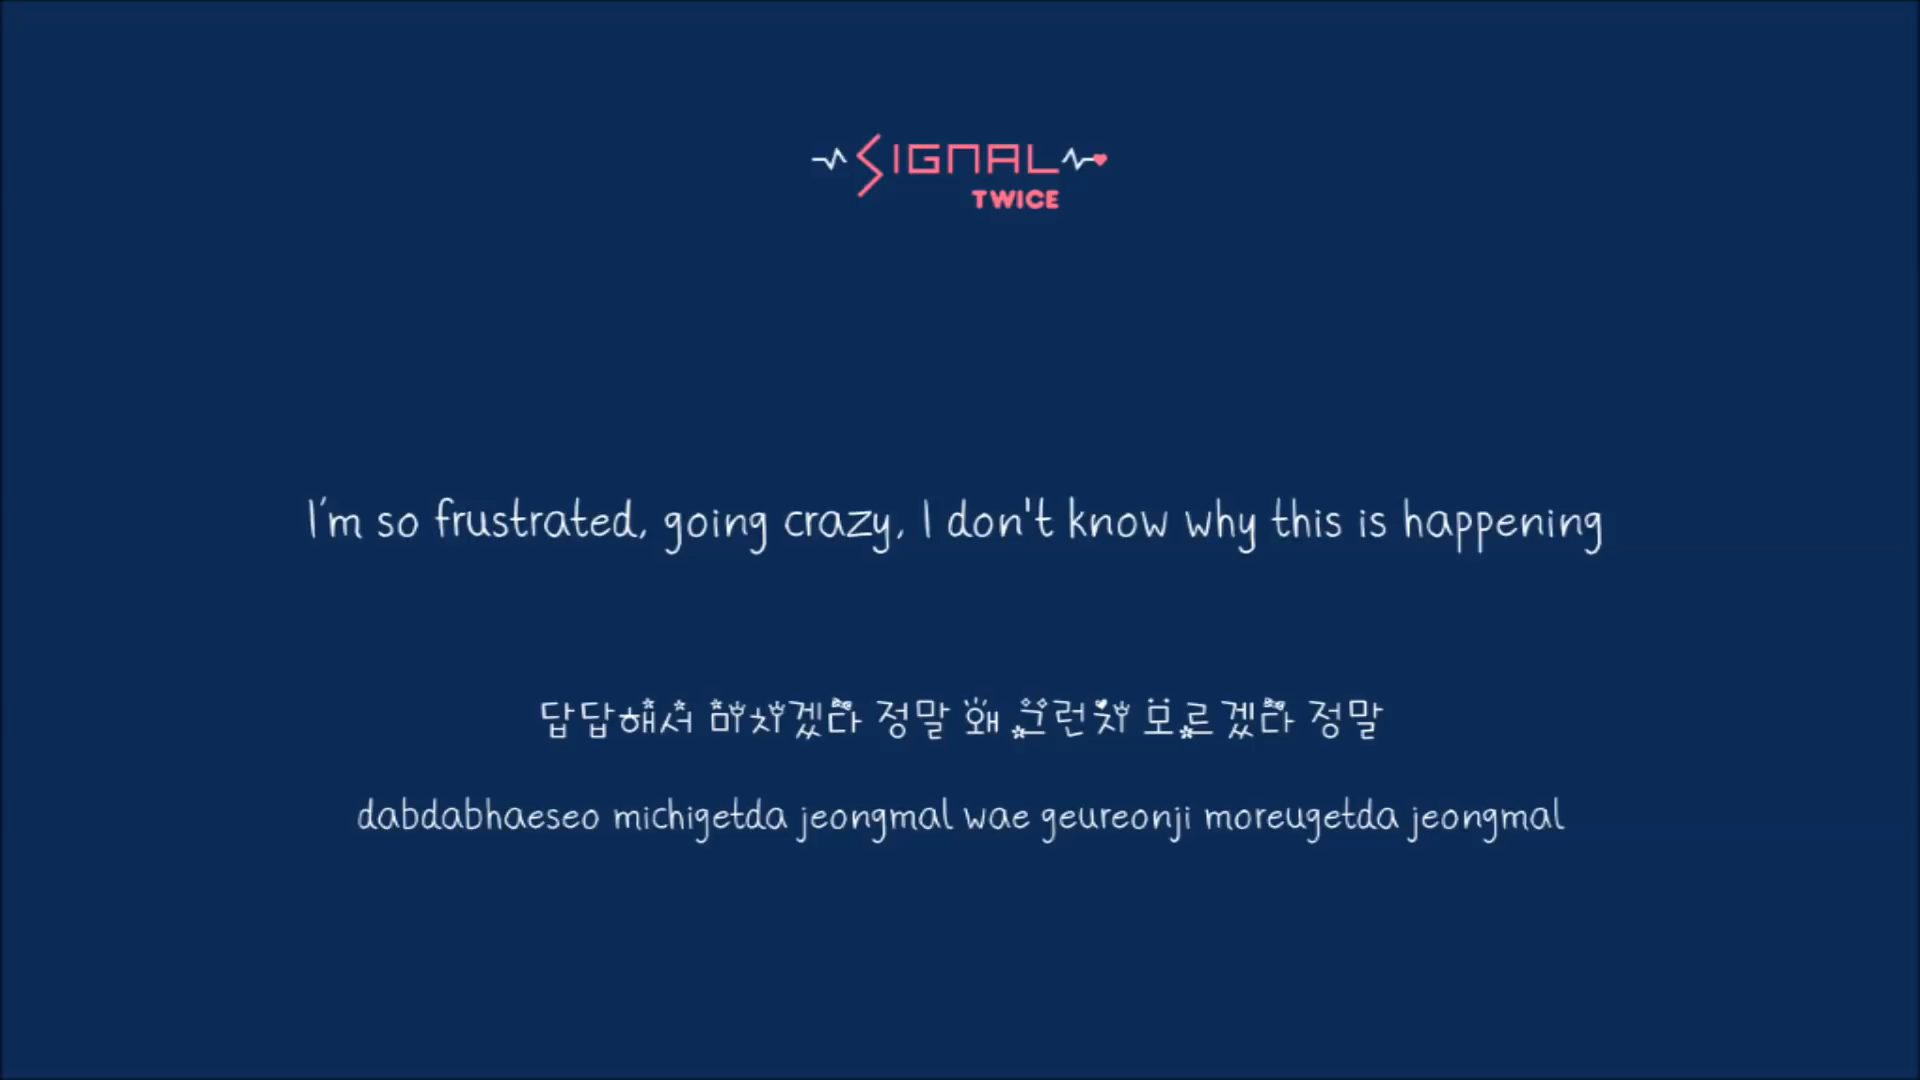 SIGNAL
TWICE
I'm so frustrated, going crazy, I don't know why this is happening
답답해서 미치겠다 정말 왜 그런지 모르겠다 정말
dabdabhaeseo michigetda jeongmal wae geureonji moreugetda jeongmal